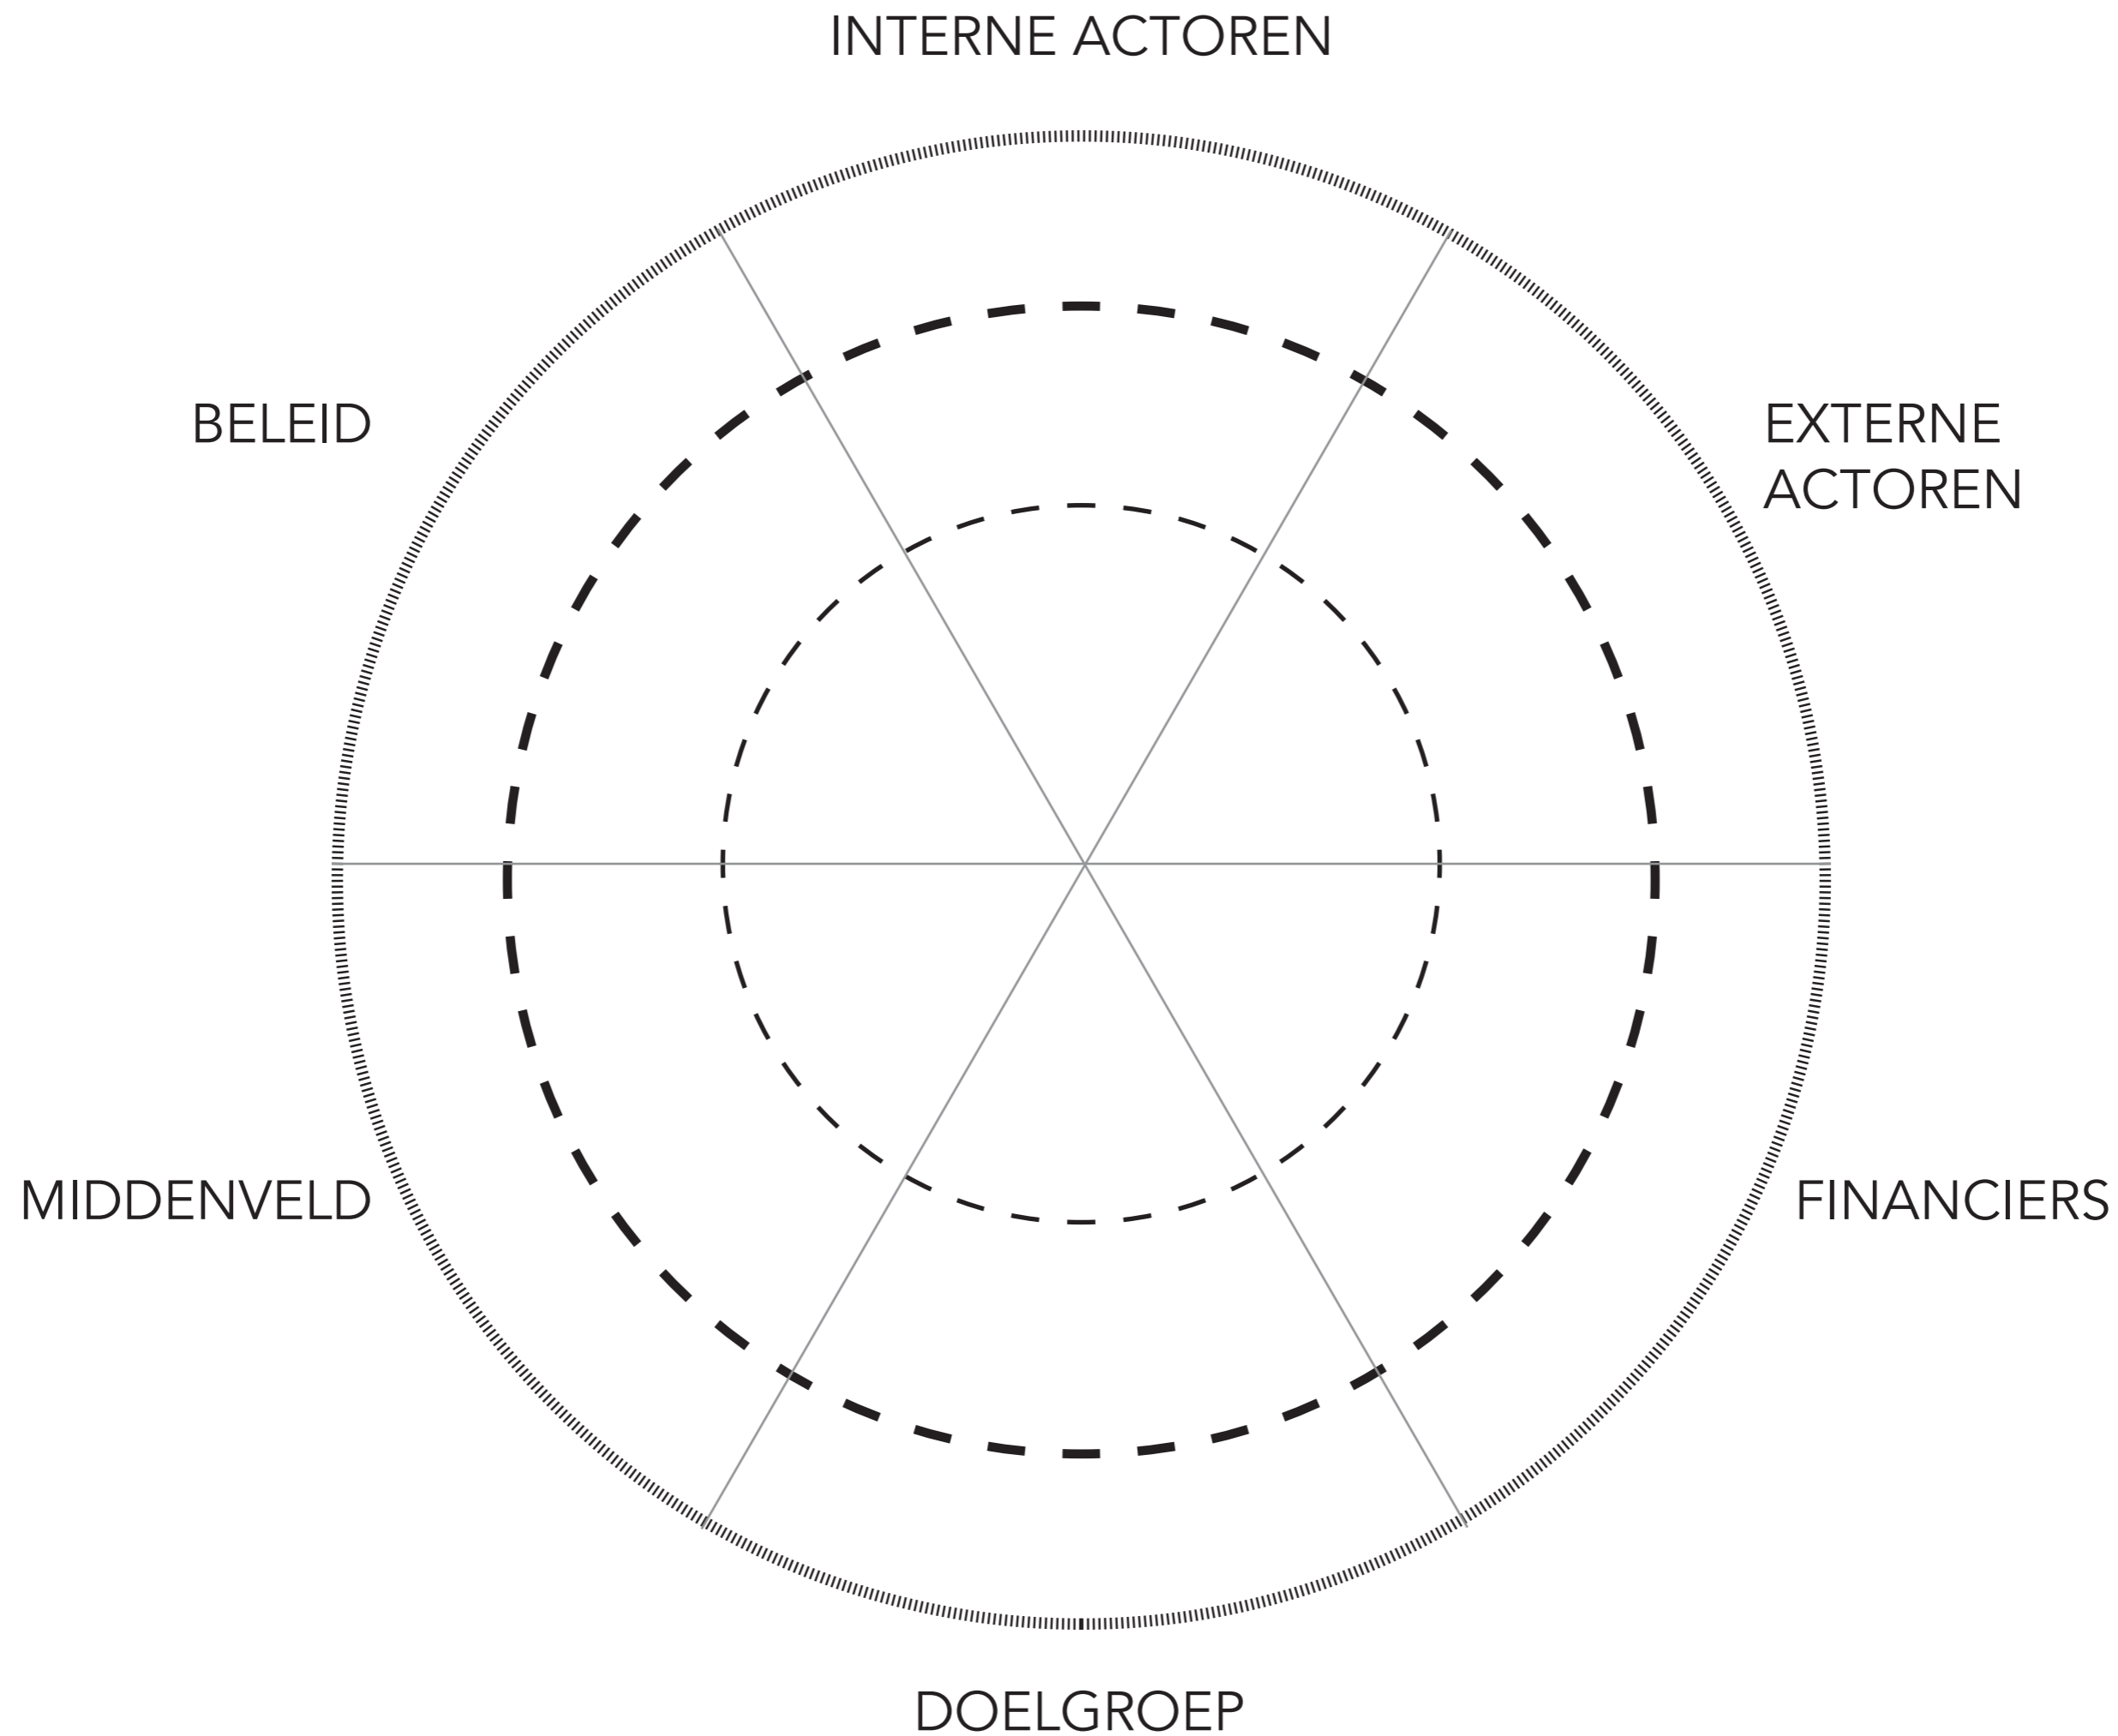 INTERNE ACTOREN
BELEID
EXTERNE
ACTOREN
MIDDENVELD
FINANCIERS
DOELGROEP